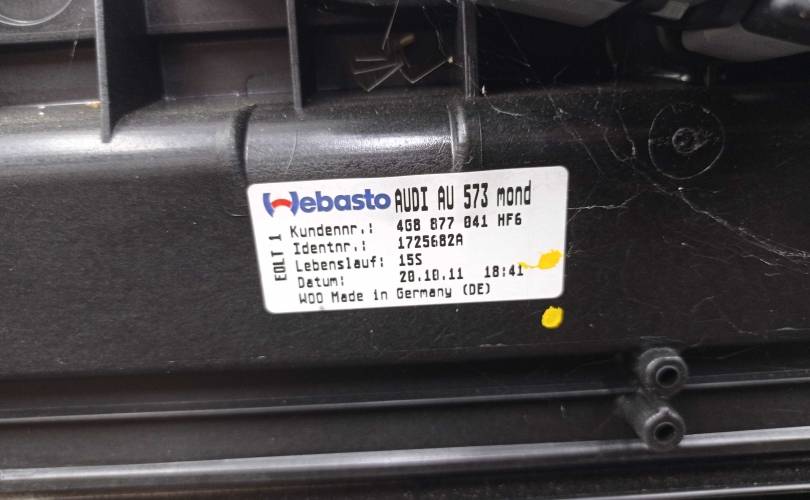 Webasto AUDI AU 573 mond
EOLT 1
Kundennr.: 4G8 877 041 HF6
Identnr.: 1725682A
Lebenslauf: 15S
Datum: 20.10.11 18:41
WDO Made in Germany (DE)